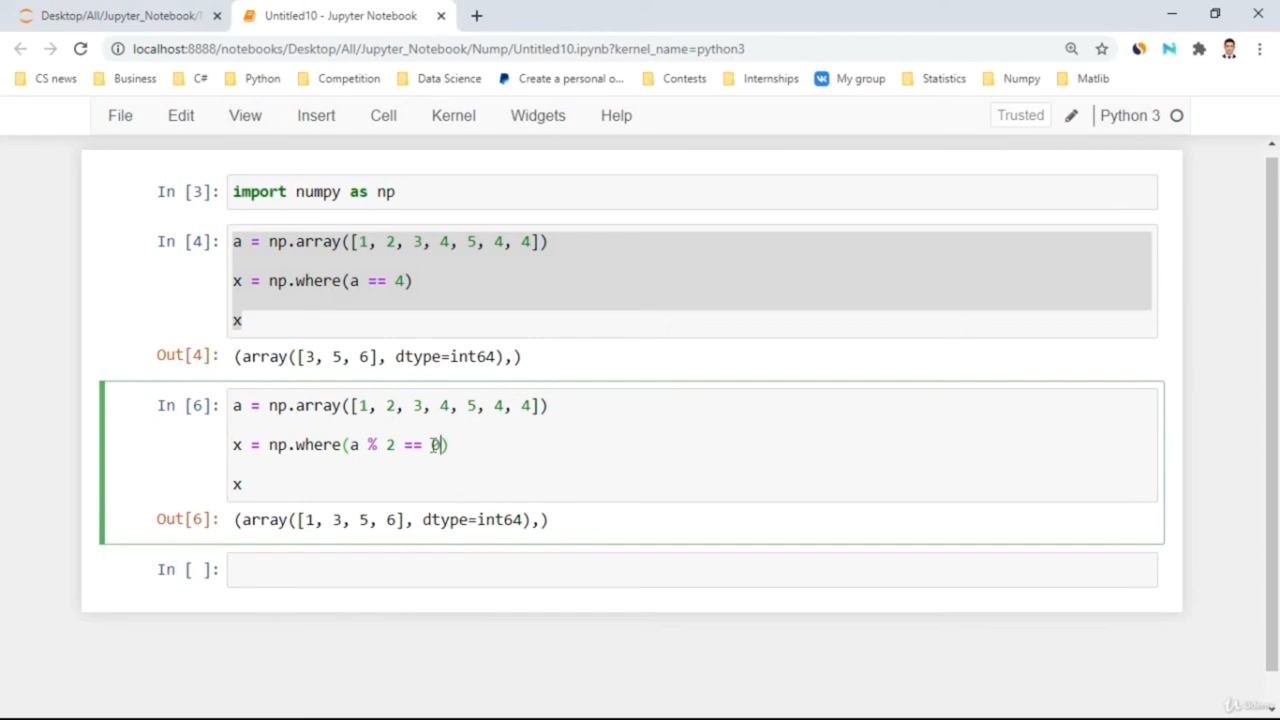 Desktop/All/Jupyter_Notebook/
Untitled10 - Jupyter Notebook
localhost:8888/notebooks/Desktop/All/Jupyter_Notebook/Nump/Untitled10.ipynb?kernel_name=python3
CS news Business C# Python Competition Data Science Create a personal o... Contests Internships My group Statistics Numpy Matlib
File Edit View Insert Cell Kernel Widgets Help Trusted Python 3
In [3]: import numpy as np
In [4]: a = np.array([1, 2, 3, 4, 5, 4, 4])
x = np.where(a == 4)
x
Out[4]: (array([3, 5, 6], dtype=int64),)
In [6]: a = np.array([1, 2, 3, 4, 5, 4, 4])
x = np.where(a % 2 == 0)
x
Out[6]: (array([1, 3, 5, 6], dtype=int64),)
In [ ]: